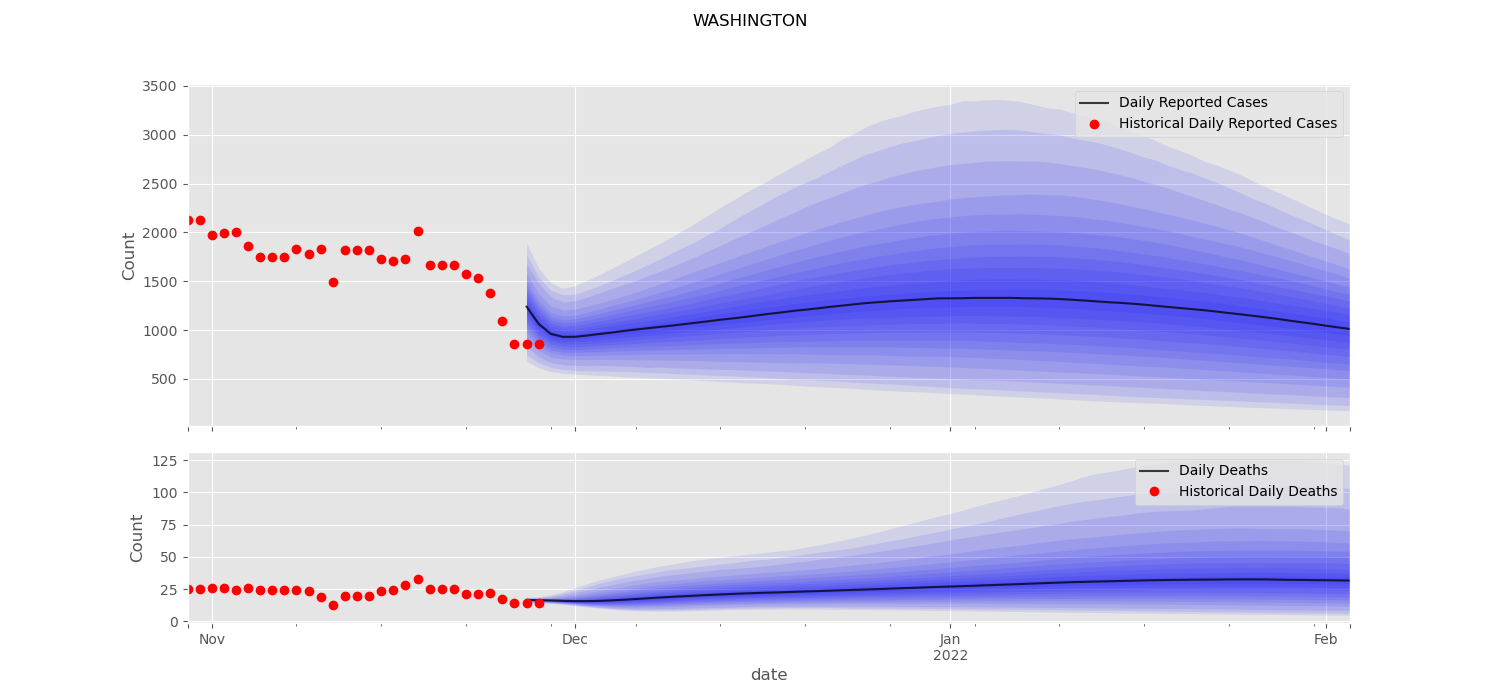 WASHINGTON
3500
3000
2500
2000
1500
1000
500
Count
Daily Reported Cases
Historical Daily Reported Cases
125
100
75
50
25
0
Count
Daily Deaths
Historical Daily Deaths
Nov
Dec
Jan
2022
Feb
date